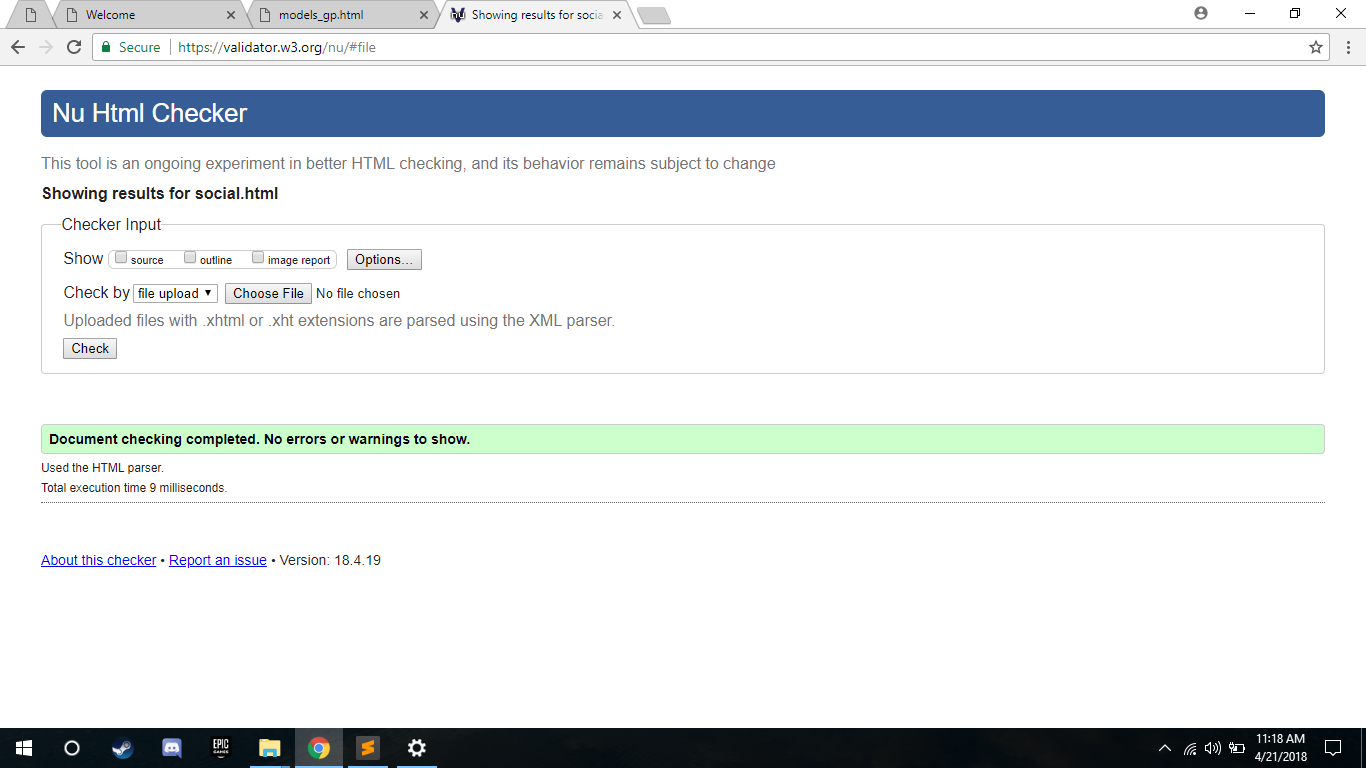 Welcome
models_gp.html
Showing results for socia
Secure
https://validator.w3.org/nu/#file
Nu Html Checker
This tool is an ongoing experiment in better HTML checking, and its behavior remains subject to change
Showing results for social.html
Checker Input
Show source outline image report Options...
Check by file upload Choose File No file chosen
Uploaded files with .xhtml or .xht extensions are parsed using the XML parser.
Check
Document checking completed. No errors or warnings to show.
Used the HTML parser.
Total execution time 9 milliseconds.
About this checker • Report an issue • Version: 18.4.19
EPIC
GAMES
11:18 AM
4/21/2018